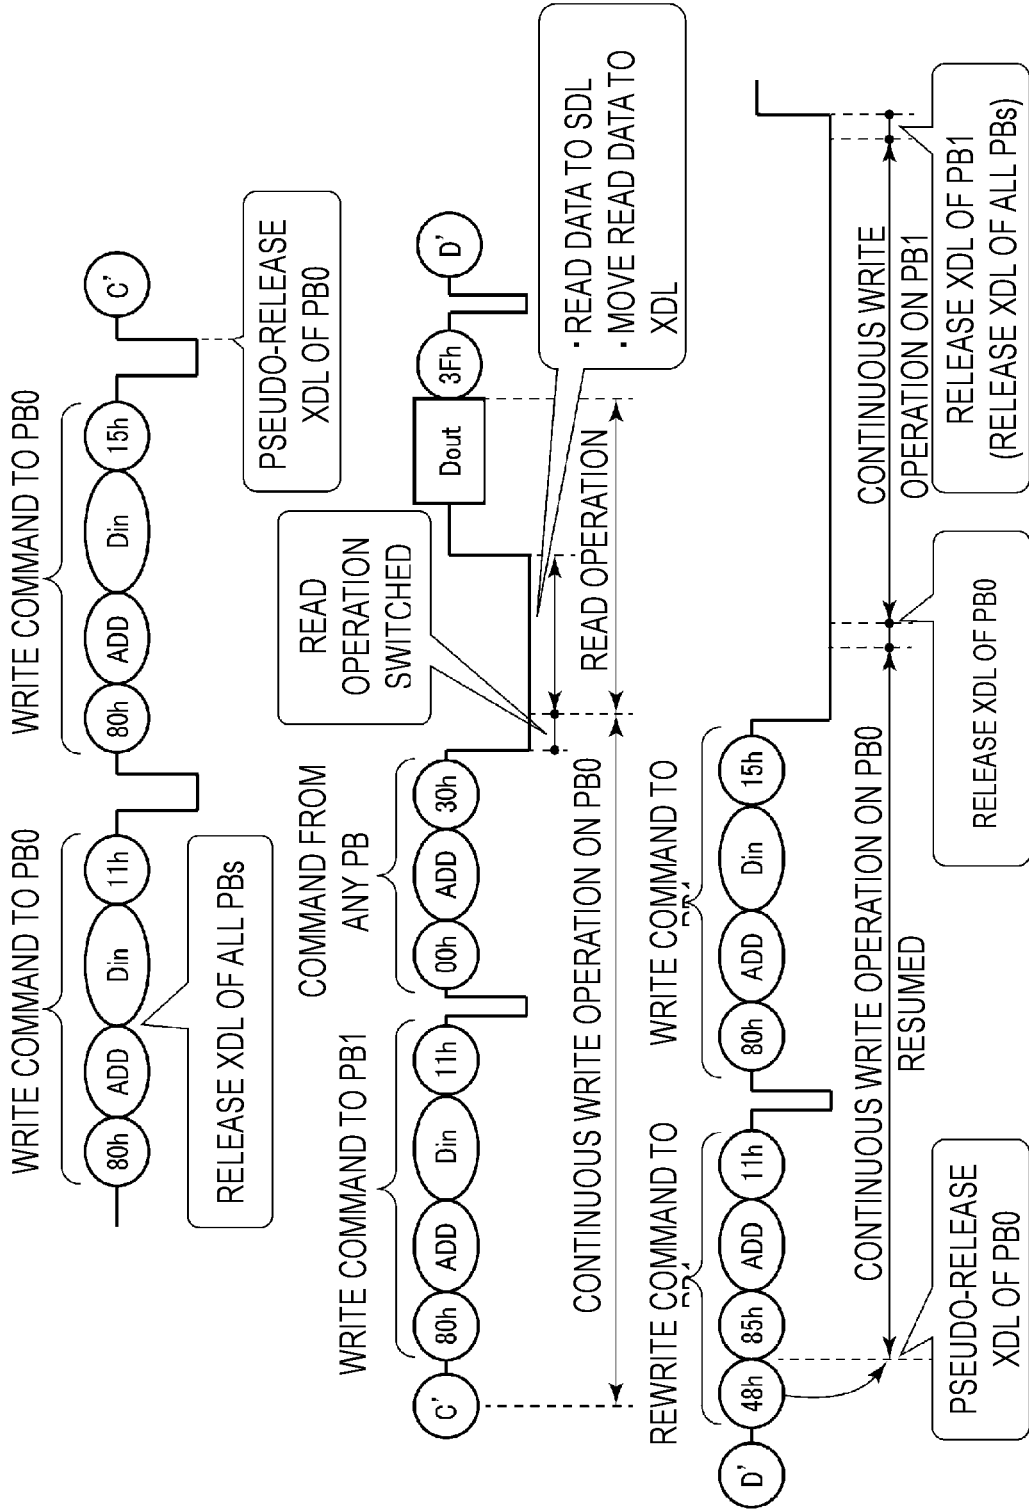 WRITE COMMAND TO PB0
WRITE COMMAND TO PB0
80h
ADD
Din
11h
80h
ADD
Din
15h
C'
RELEASE XDL OF ALL PBs
PSEUDO-RELEASE
XDL OF PB0
WRITE COMMAND TO PB1
COMMAND FROM
ANY PB
READ
OPERATION
SWITCHED
C'
80h
ADD
Din
11h
00h
ADD
30h
Dout
3Fh
D'
CONTINUOUS WRITE OPERATION ON PB0
READ OPERATION
· READ DATA TO SDL
· MOVE READ DATA TO
XDL
REWRITE COMMAND TO
WRITE COMMAND TO
D'
48h
85h
ADD
11h
80h
ADD
Din
15h
CONTINUOUS WRITE OPERATION ON PB0
RESUMED
CONTINUOUS WRITE
OPERATION ON PB1
PSEUDO-RELEASE
XDL OF PB0
RELEASE XDL OF PB0
RELEASE XDL OF PB1
(RELEASE XDL OF ALL PBs)